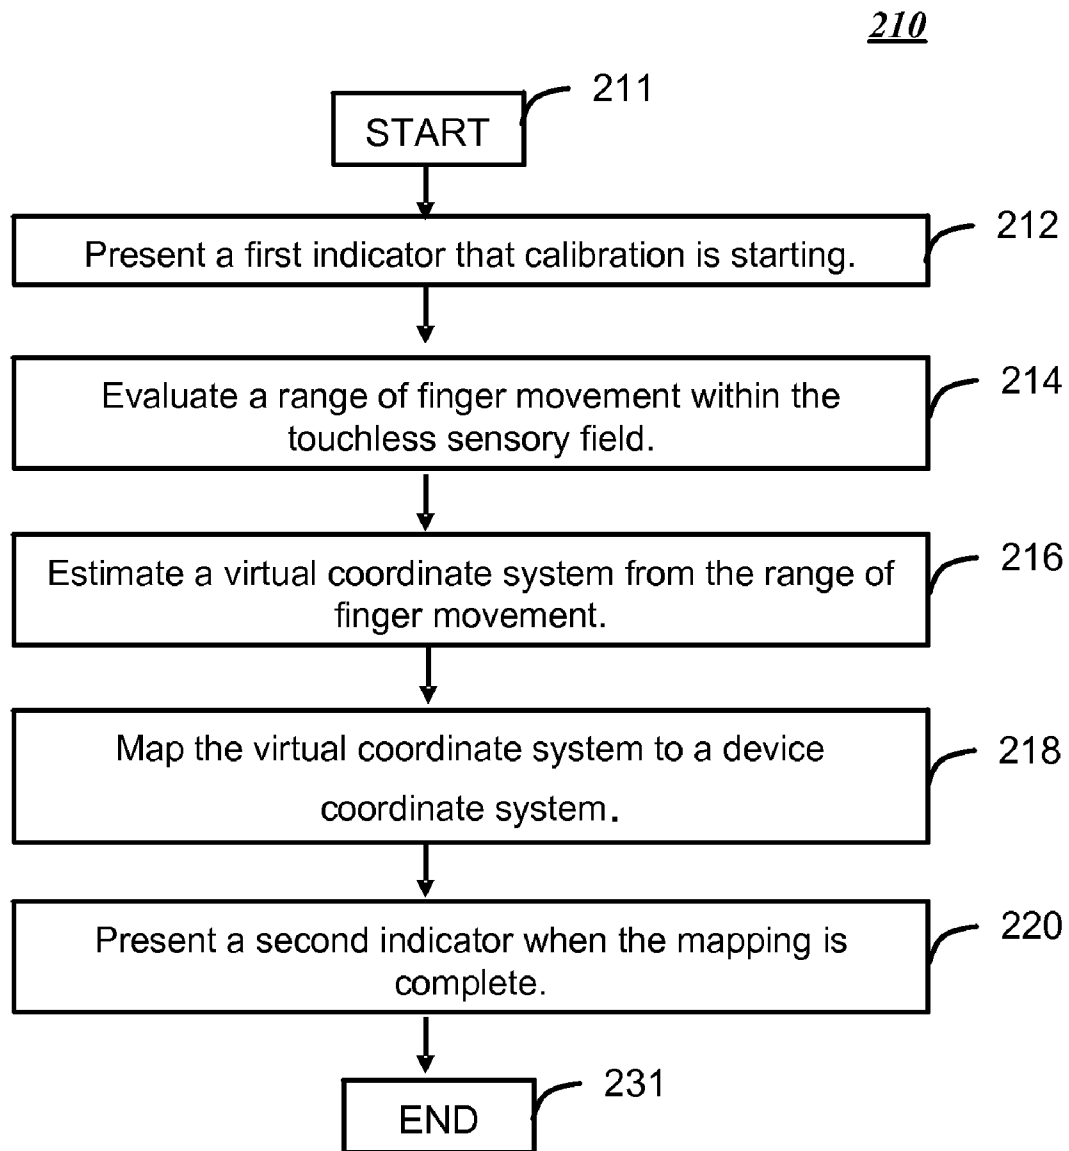 210
211
START
212
Present a first indicator that calibration is starting.
214
Evaluate a range of finger movement within the
touchless sensory field.
216
Estimate a virtual coordinate system from the range of
finger movement.
218
Map the virtual coordinate system to a device
coordinate system.
220
Present a second indicator when the mapping is
complete.
231
END